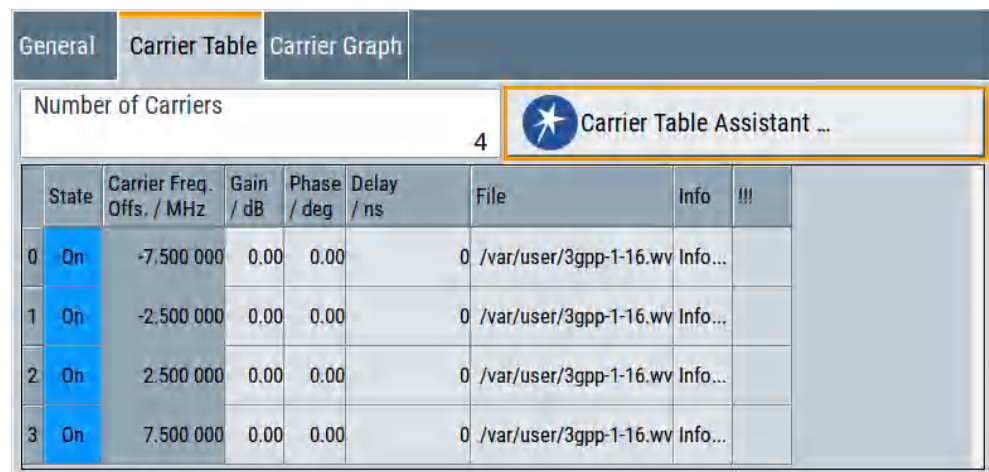 General Carrier Table Carrier Graph
Number of Carriers
4
Carrier Table Assistant ...
State Carrier Freq. Offs. / MHz Gain / dB Phase / deg Delay / ns File Info !!!
0 On -7.500 000 0.00 0.00 0 /var/user/3gpp-1-16.wv Info...
1 On -2.500 000 0.00 0.00 0 /var/user/3gpp-1-16.wv Info...
2 On 2.500 000 0.00 0.00 0 /var/user/3gpp-1-16.wv Info...
3 On 7.500 000 0.00 0.00 0 /var/user/3gpp-1-16.wv Info...